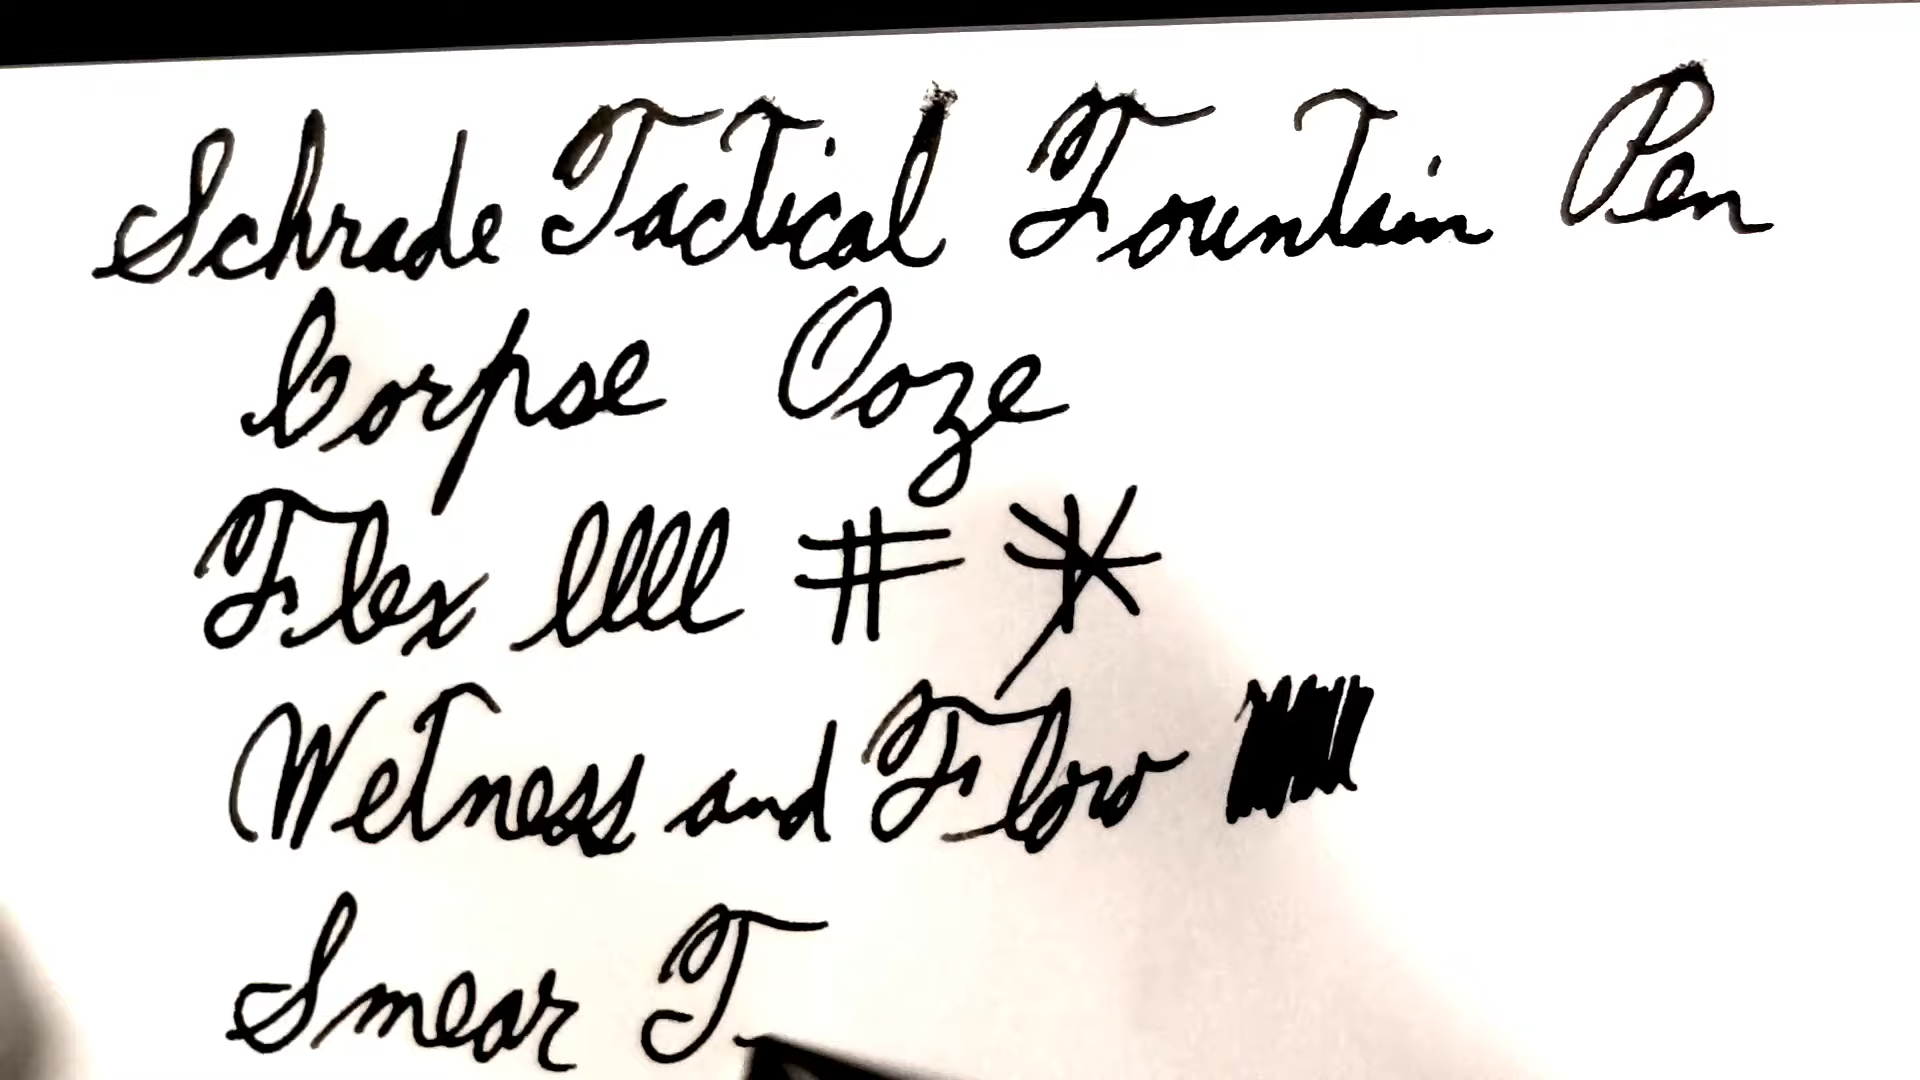 Schrade Tactical Fountain Pen
Corpse Ooze
Flex llll # *
Wetness and Flow
Smear T